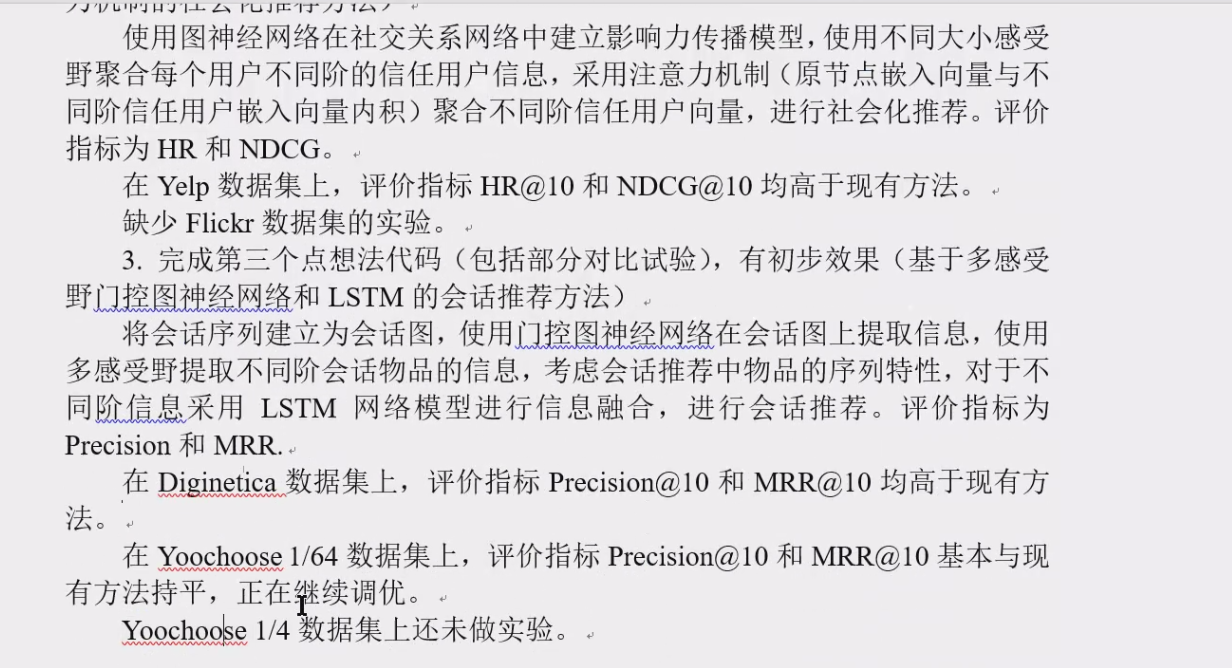 力机制的社会化推荐方法）
使用图神经网络在社交关系网络中建立影响力传播模型，使用不同大小感受
野聚合每个用户不同阶的信任用户信息，采用注意力机制（原节点嵌入向量与不
同阶信任用户嵌入向量内积）聚合不同阶信任用户向量，进行社会化推荐。评价
指标为 HR 和 NDCG。
在 Yelp 数据集上，评价指标 HR@10 和 NDCG@10 均高于现有方法。
缺少 Flickr 数据集的实验。
3. 完成第三个点想法代码（包括部分对比试验），有初步效果（基于多感受
野门控图神经网络和 LSTM 的会话推荐方法）
将会话序列建立为会话图，使用门控图神经网络在会话图上提取信息，使用
多感受野提取不同阶会话物品的信息，考虑会话推荐中物品的序列特性，对于不
同阶信息采用 LSTM 网络模型进行信息融合，进行会话推荐。评价指标为
Precision 和 MRR.
在 Diginetica 数据集上，评价指标 Precision@10 和 MRR@10 均高于现有方
法。
在 Yoochoose 1/64 数据集上，评价指标 Precision@10 和 MRR@10 基本与现
有方法持平，正在继续调优。
Yoochoose 1/4 数据集上还未做实验。